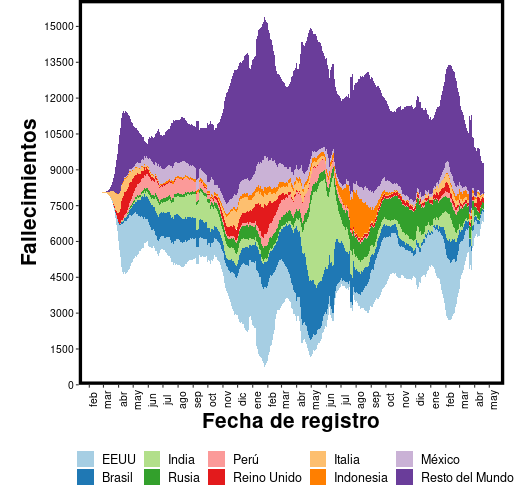 Fallecimientos
15000
13500
12000
10500
9000
7500
6000
4500
3000
1500
0
feb mar abr may jun jul ago sep oct nov dic ene feb mar abr may jun jul ago sep oct nov dic ene feb mar abr may
Fecha de registro
EEUU India Perú Italia México
Brasil Rusia Reino Unido Indonesia Resto del Mundo